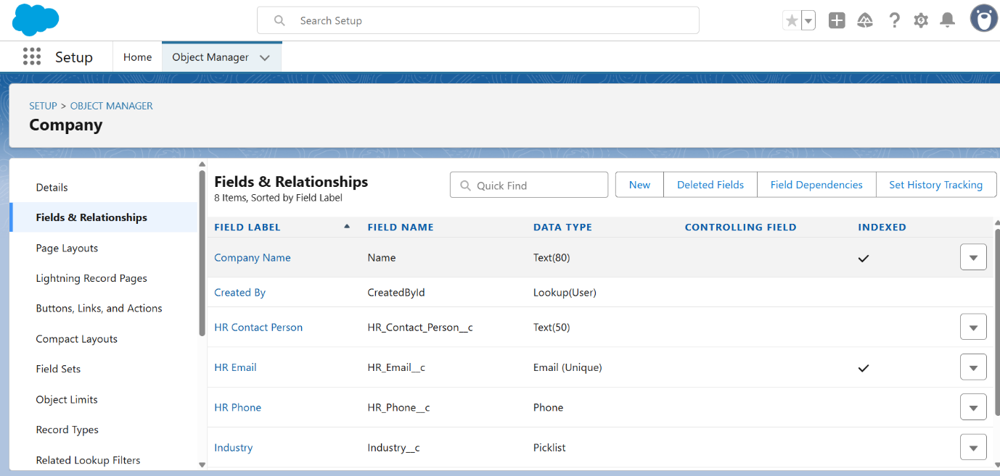 Search Setup
Setup Home Object Manager
SETUP > OBJECT MANAGER
Company
Details
Fields & Relationships
Page Layouts
Lightning Record Pages
Buttons, Links, and Actions
Compact Layouts
Field Sets
Object Limits
Record Types
Related Lookup Filters
Fields & Relationships
8 Items, Sorted by Field Label
Quick Find
New Deleted Fields Field Dependencies Set History Tracking
FIELD LABEL FIELD NAME DATA TYPE CONTROLLING FIELD INDEXED
Company Name Name Text(80)
Created By CreatedById Lookup(User)
HR Contact Person HR_Contact_Person__c Text(50)
HR Email HR_Email__c Email (Unique)
HR Phone HR_Phone__c Phone
Industry Industry__c Picklist